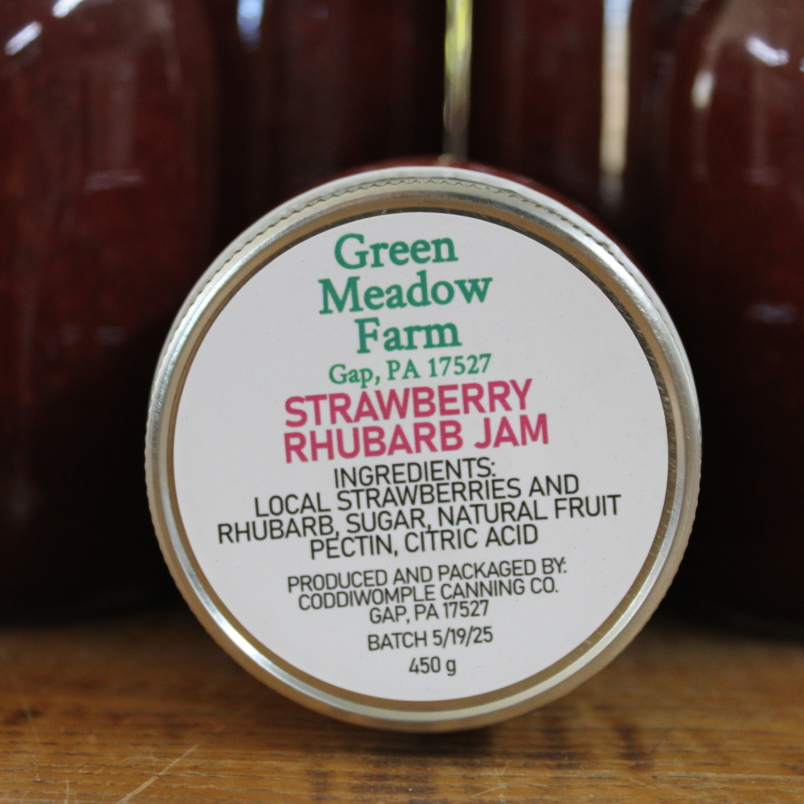 Green
Meadow
Farm
Gap, PA 17527
STRAWBERRY
RHUBARB JAM
INGREDIENTS:
LOCAL STRAWBERRIES AND
RHUBARB, SUGAR, NATURAL FRUIT
PECTIN, CITRIC ACID
PRODUCED AND PACKAGED BY:
CODDIWOMPLE CANNING CO.
GAP, PA 17527
BATCH 5/19/25
450 g